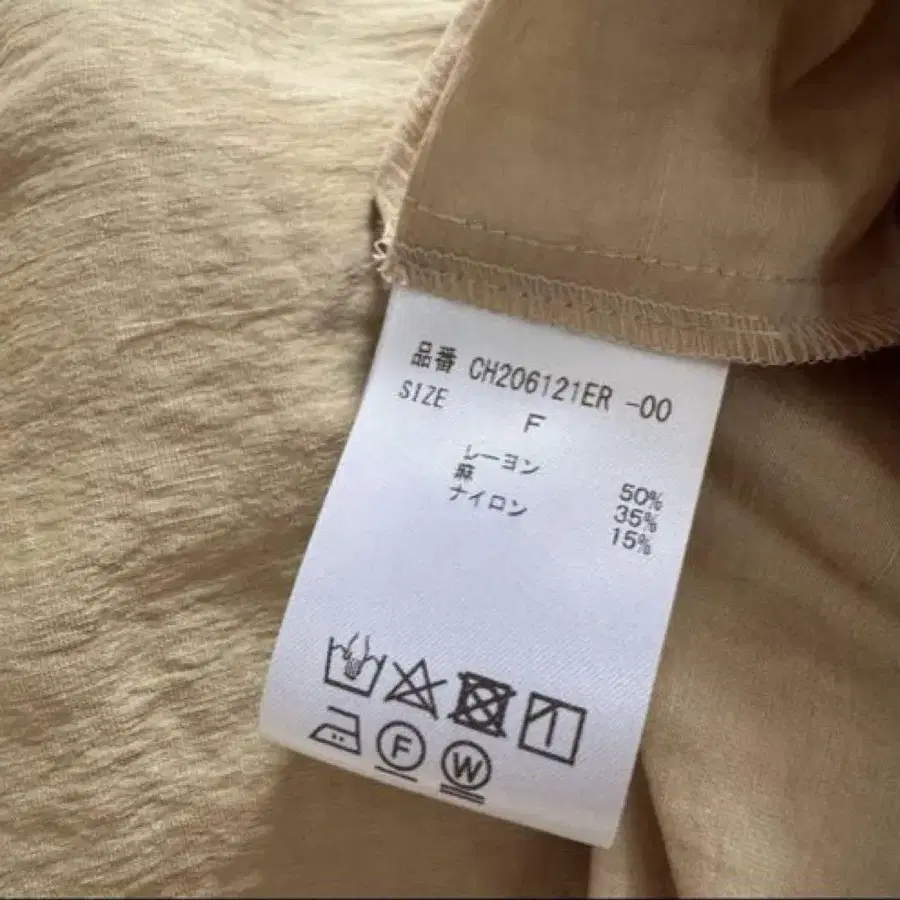 品番 CH206121ER -00
SIZE F
レーヨン 50%
麻 35%
ナイロン 15%
F
W